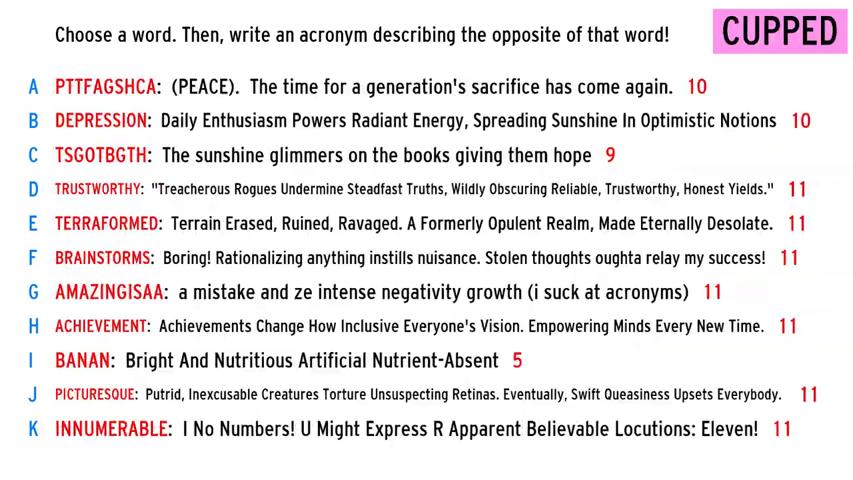 Choose a word. Then, write an acronym describing the opposite of that word!
CUPPED
A PTTFAGSHCA: (PEACE). The time for a generation's sacrifice has come again. 10
B DEPRESSION: Daily Enthusiasm Powers Radiant Energy, Spreading Sunshine In Optimistic Notions 10
C TSGOTBGTH: The sunshine glimmers on the books giving them hope 9
D TRUSTWORTHY: "Treacherous Rogues Undermine Steadfast Truths, Wildly Obscuring Reliable, Trustworthy, Honest Yields." 11
E TERRAFORMED: Terrain Erased, Ruined, Ravaged. A Formerly Opulent Realm, Made Eternally Desolate. 11
F BRAINSTORMS: Boring! Rationalizing anything instills nuisance. Stolen thoughts oughta relay my success! 11
G AMAZINGISAA: a mistake and ze intense negativity growth (i suck at acronyms) 11
H ACHIEVEMENT: Achievements Change How Inclusive Everyone's Vision. Empowering Minds Every New Time. 11
I BANAN: Bright And Nutritious Artificial Nutrient-Absent 5
J PICTURESQUE: Putrid, Inexcusable Creatures Torture Unsuspecting Retinas. Eventually, Swift Queasiness Upsets Everybody. 11
K INNUMERABLE: I No Numbers! U Might Express R Apparent Believable Locutions: Eleven! 11